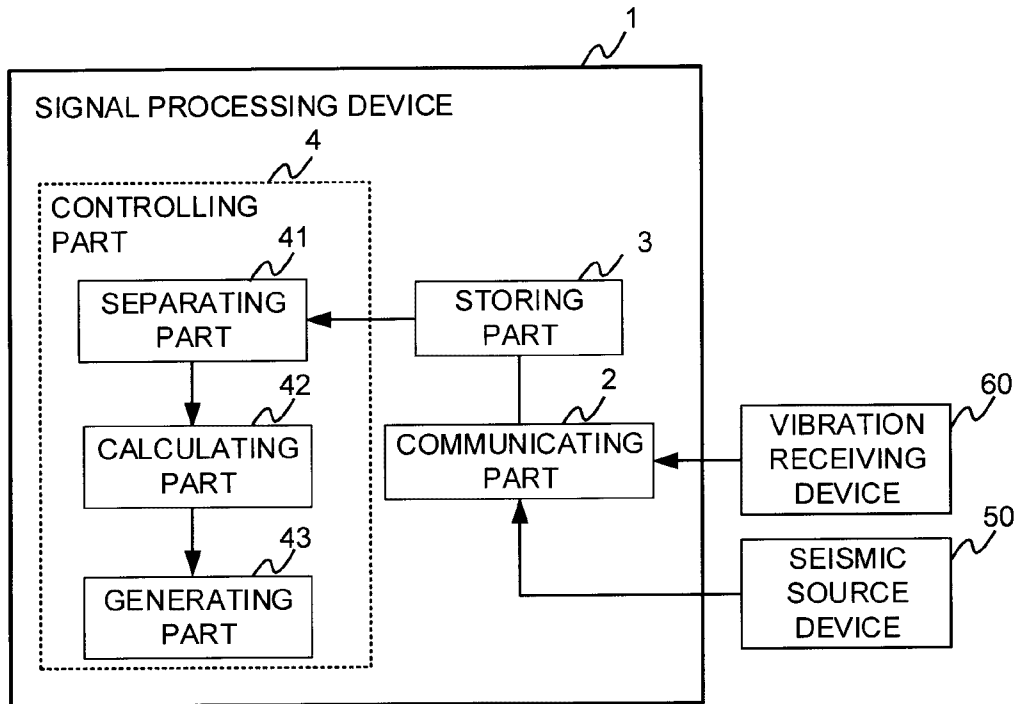 1
SIGNAL PROCESSING DEVICE
4
CONTROLLING
PART
41
SEPARATING
PART
3
STORING
PART
42
CALCULATING
PART
2
COMMUNICATING
PART
60
VIBRATION
RECEIVING
DEVICE
43
GENERATING
PART
50
SEISMIC
SOURCE
DEVICE